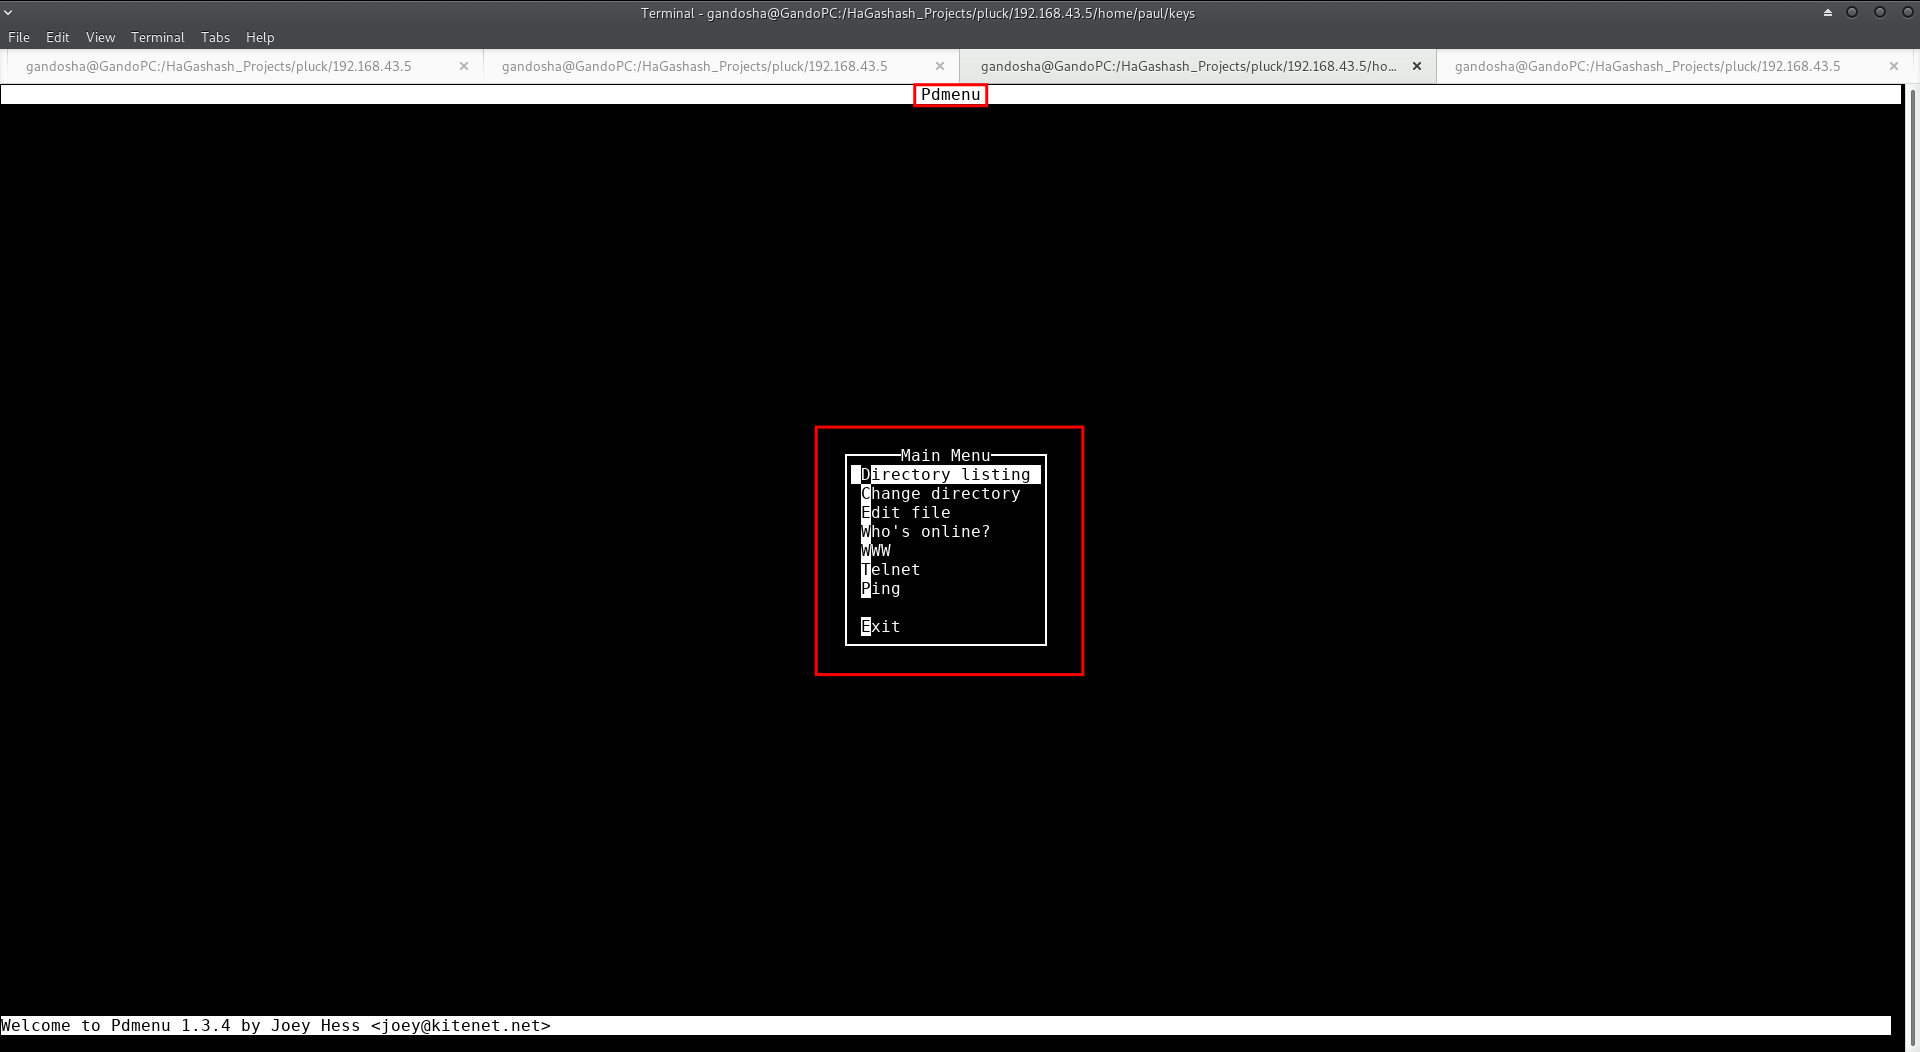 Terminal - gandosha@GandoPC:/HaGashash_Projects/pluck/192.168.43.5/home/paul/keys
File Edit View Terminal Tabs Help
gandosha@GandoPC:/HaGashash_Projects/pluck/192.168.43.5 gandosha@GandoPC:/HaGashash_Projects/pluck/192.168.43.5 gandosha@GandoPC:/HaGashash_Projects/pluck/192.168.43.5/ho... gandosha@GandoPC:/HaGashash_Projects/pluck/192.168.43.5
Pdmenu
Main Menu
Directory listing
Change directory
Edit file
Who's online?
WWW
Telnet
Ping
Exit
Welcome to Pdmenu 1.3.4 by Joey Hess <joey@kitenet.net>